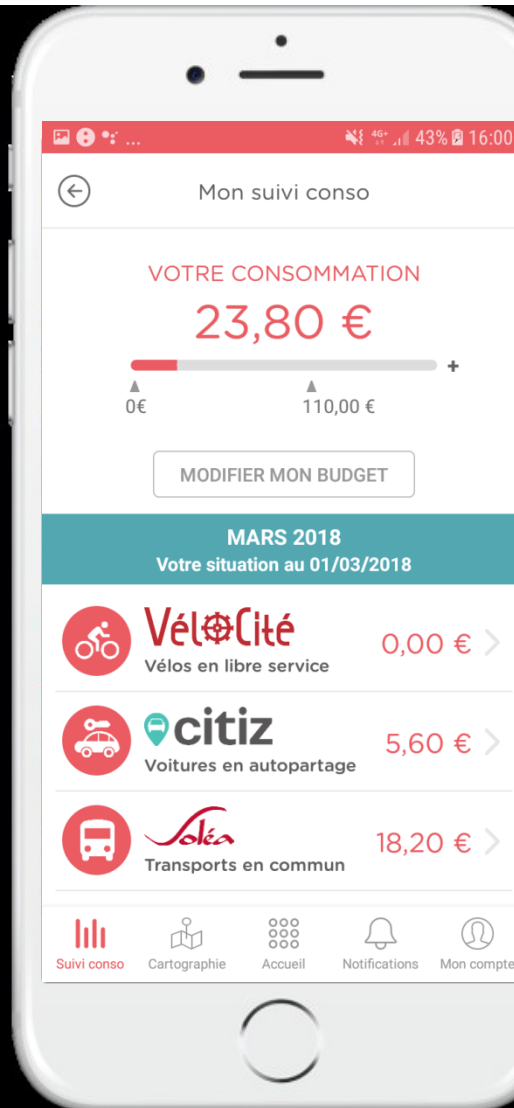 ... 4G+ 43% 16:00
Mon suivi conso
VOTRE CONSOMMATION
23,80 €
+
0€ 110,00 €
MODIFIER MON BUDGET
MARS 2018
Votre situation au 01/03/2018
VéloCité
Vélos en libre service
0,00 €
citiz
Voitures en autopartage
5,60 €
Soléa
Transports en commun
18,20 €
Suivi conso Cartographie Accueil Notifications Mon compte